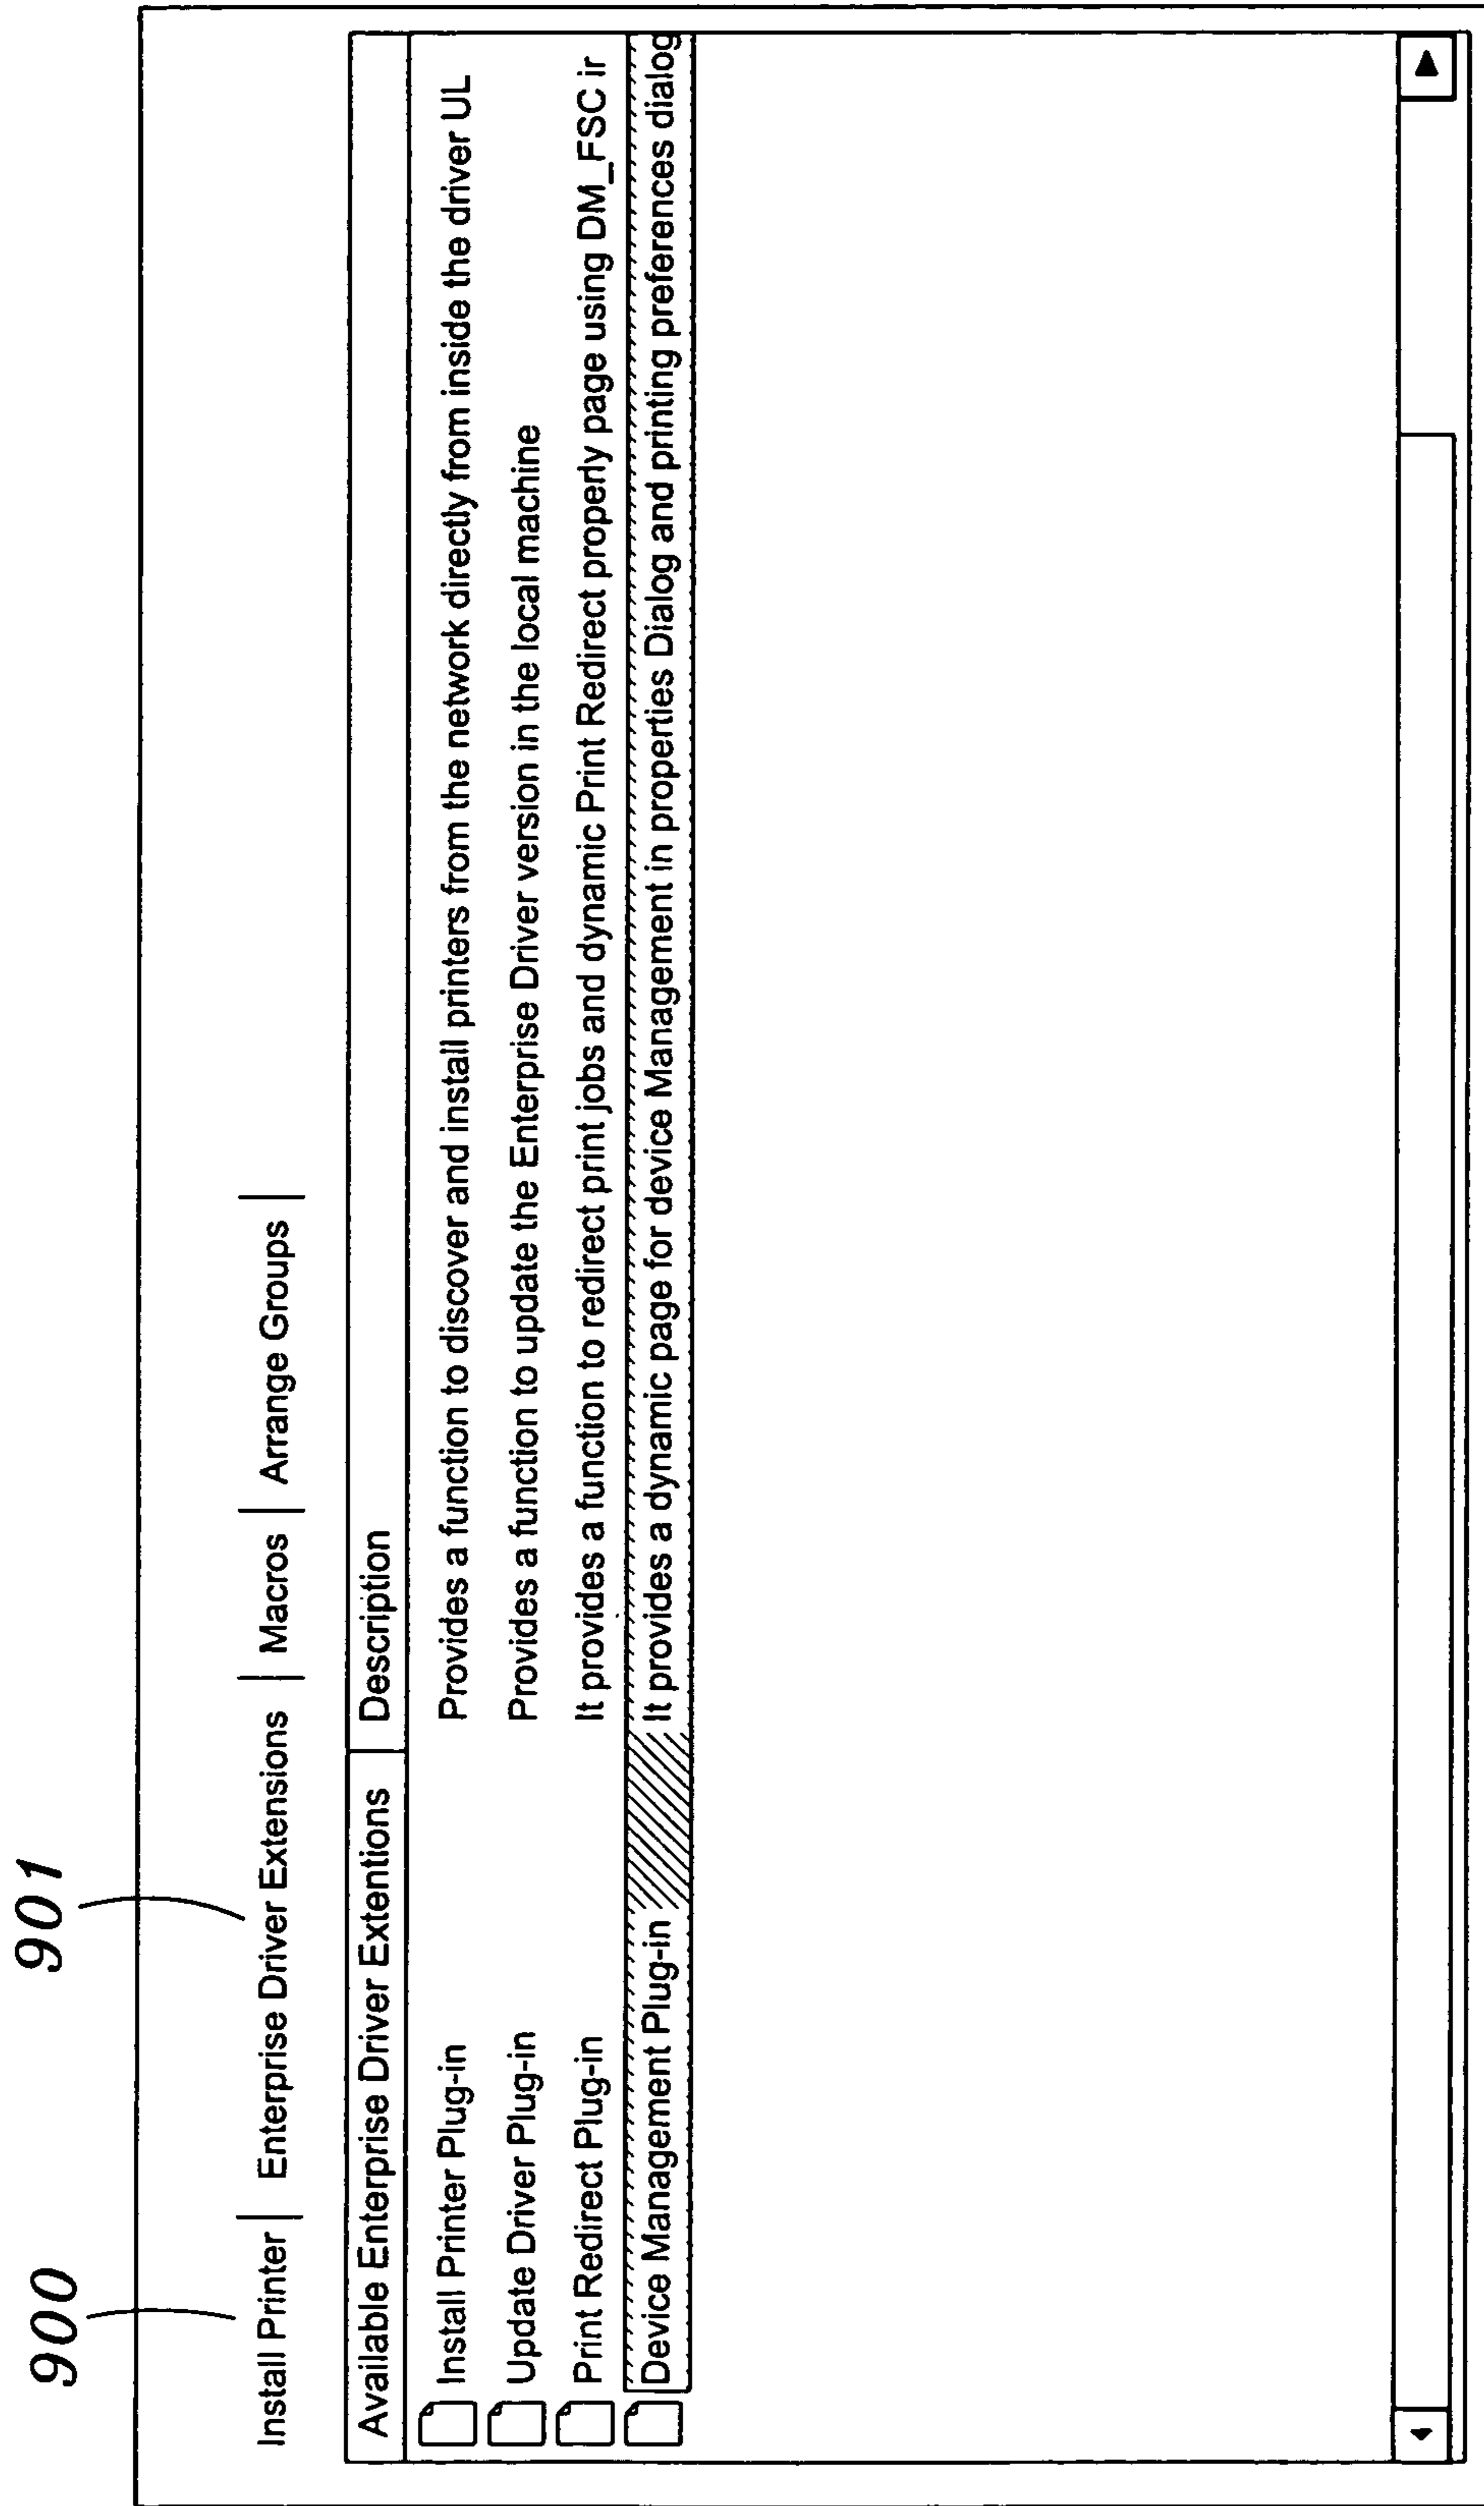 900
901
Install Printer | Enterprise Driver Extensions | Macros | Arrange Groups |
Available Enterprise Driver Extentions Description
Install Printer Plug-in Provides a function to discover and install printers from the network directly from inside the driver UL
Update Driver Plug-in Provides a function to update the Enterprise Driver version in the local machine
Print Redirect Plug-in It provides a function to redirect print jobs and dynamic Print Redirect properly page using DM_FSC ir
Device Management Plug-in It provides a dynamic page for device Management in properties Dialog and printing preferences dialog